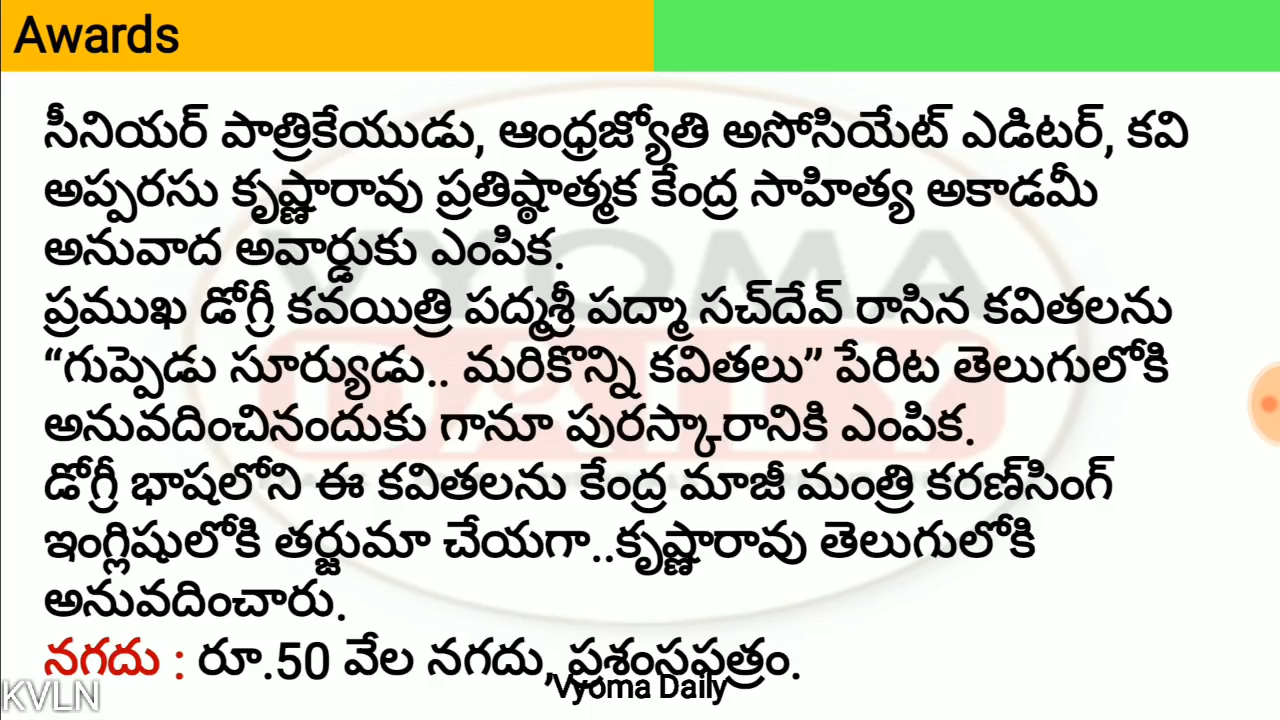 Awards
సీనియర్ పాత్రికేయుడు, ఆంధ్రజ్యోతి అసోసియేట్ ఎడిటర్, కవి
అప్పరసు కృష్ణారావు ప్రతిష్ఠాత్మక కేంద్ర సాహిత్య అకాడమీ
అనువాద అవార్డుకు ఎంపిక.
ప్రముఖ డోగ్రీ కవయిత్రి పద్మశ్రీ పద్మా సచ్‌దేవ్ రాసిన కవితలను
“గుప్పెడు సూర్యుడు.. మరికొన్ని కవితలు” పేరిట తెలుగులోకి
అనువదించినందుకు గానూ పురస్కారానికి ఎంపిక.
డోగ్రీ భాషలోని ఈ కవితలను కేంద్ర మాజీ మంత్రి కరణ్‌సింగ్
ఇంగ్లిషులోకి తర్జుమా చేయగా..కృష్ణారావు తెలుగులోకి
అనువదించారు.
నగదు : రూ.50 వేల నగదు, ప్రశంసపత్రం.
Vyoma Daily
KVLN
VYOMA
DAILY